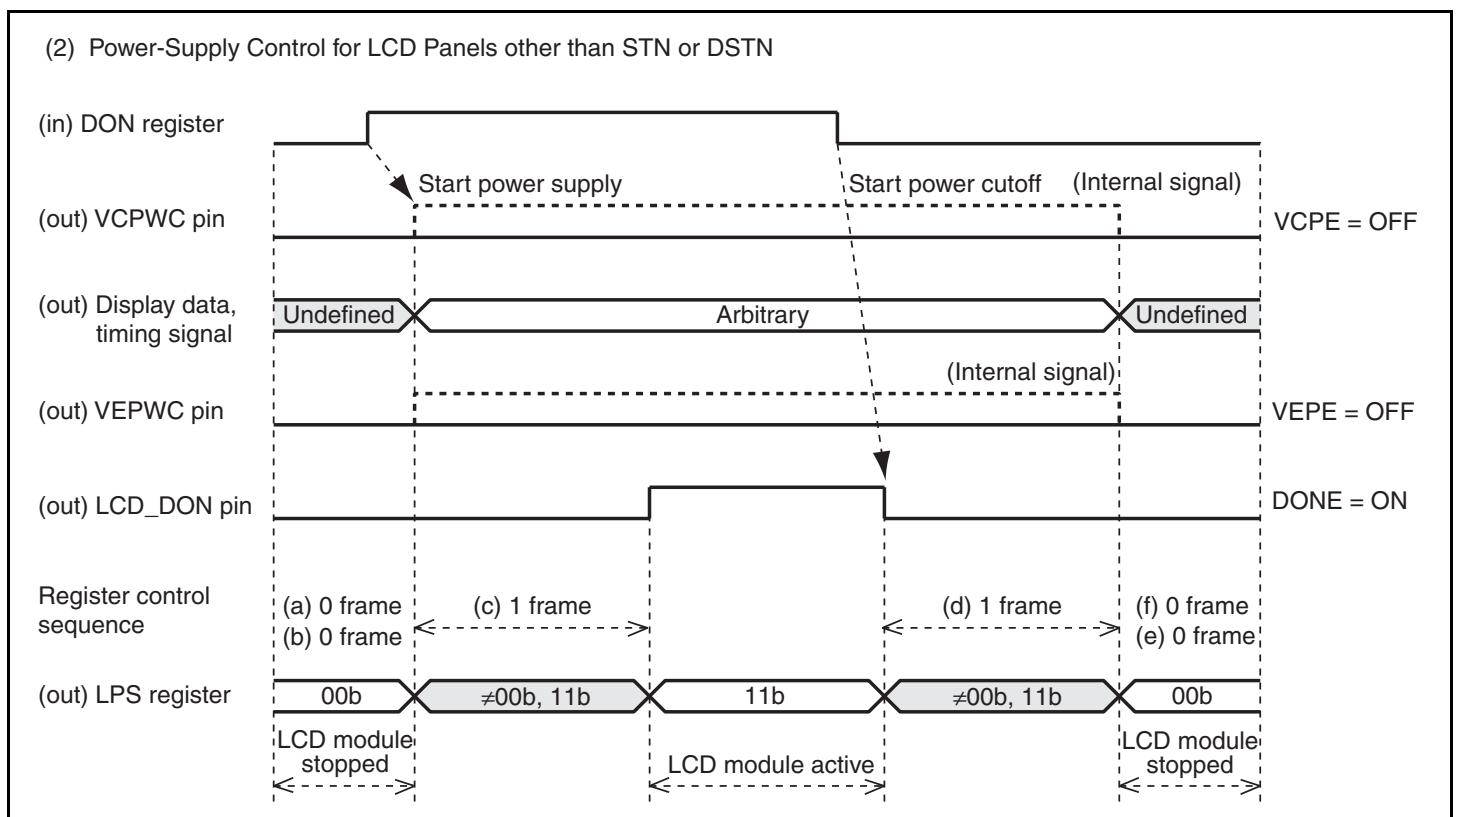 (2) Power-Supply Control for LCD Panels other than STN or DSTN
(in) DON register
Start power supply
Start power cutoff
(Internal signal)
(out) VCPWC pin
VCPE = OFF
(out) Display data,
timing signal
Undefined
Arbitrary
Undefined
(Internal signal)
(out) VEPWC pin
VEPE = OFF
(out) LCD_DON pin
DONE = ON
Register control
sequence
(a) 0 frame
(b) 0 frame
(c) 1 frame
(d) 1 frame
(f) 0 frame
(e) 0 frame
(out) LPS register
00b
≠00b, 11b
11b
≠00b, 11b
00b
LCD module
stopped
LCD module active
LCD module
stopped